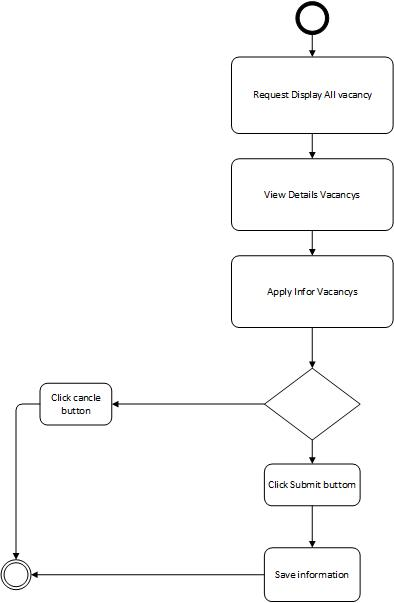 Request Display All vacancy
View Details Vacancys
Apply Infor Vacancys
Click cancle
button
Click Submit buttom
Save information